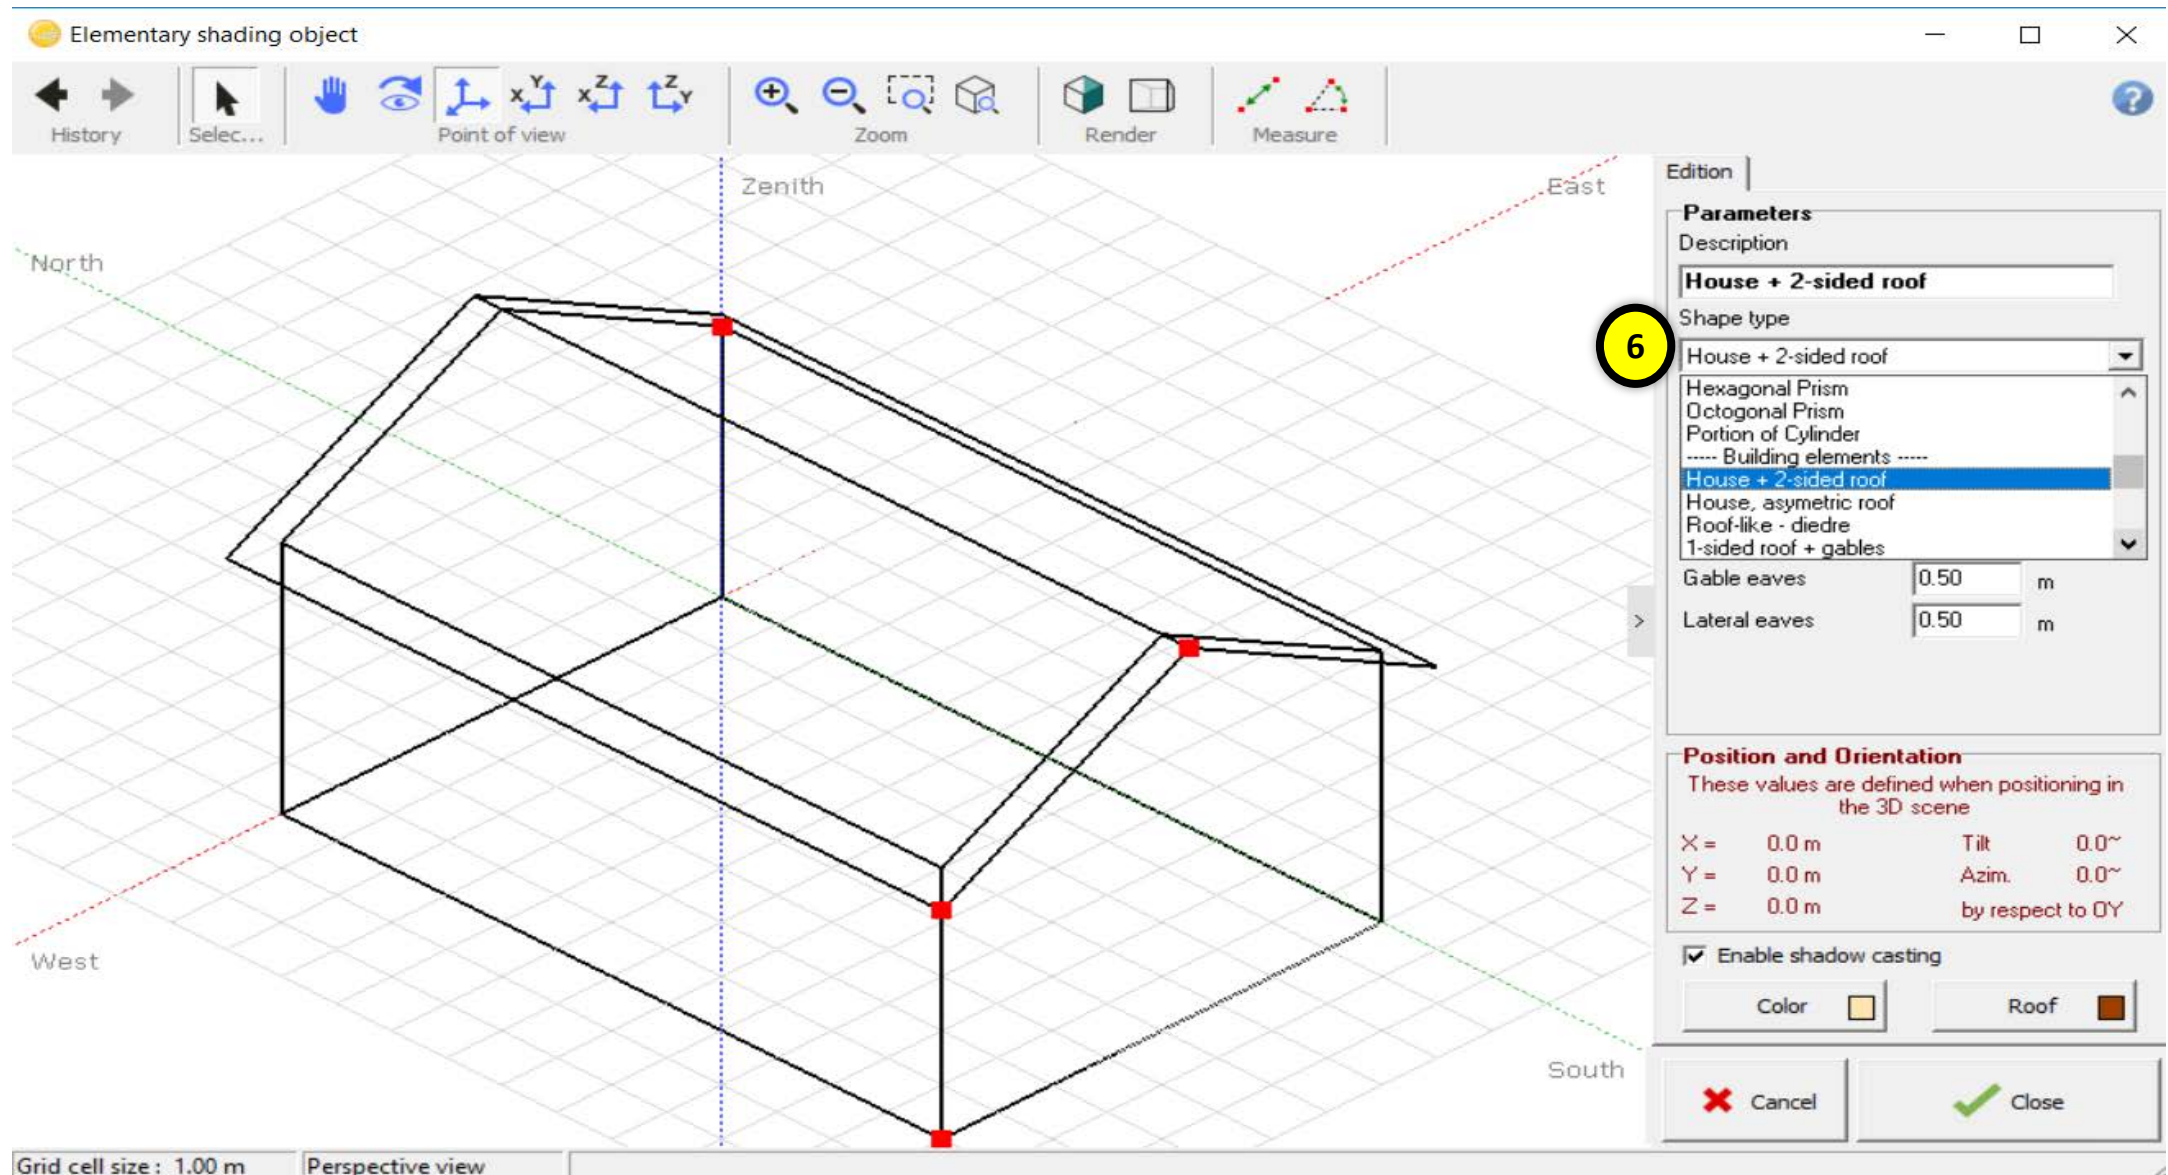 Elementary shading object
History
Selec...
Point of view
Zoom
Render
Measure
Zenith
East
North
West
South
Edition
Parameters
Description
House + 2-sided roof
Shape type
6
House + 2-sided roof
Hexagonal Prism
Octogonal Prism
Portion of Cylinder
----- Building elements -----
House + 2-sided roof
House, asymetric roof
Roof-like - diedre
1-sided roof + gables
Gable eaves 0.50 m
Lateral eaves 0.50 m
Position and Orientation
These values are defined when positioning in
the 3D scene
X = 0.0 m Tilt 0.0~
Y = 0.0 m Azim. 0.0~
Z = 0.0 m by respect to OY
Enable shadow casting
Color Roof
Cancel Close
Grid cell size : 1.00 m Perspective view